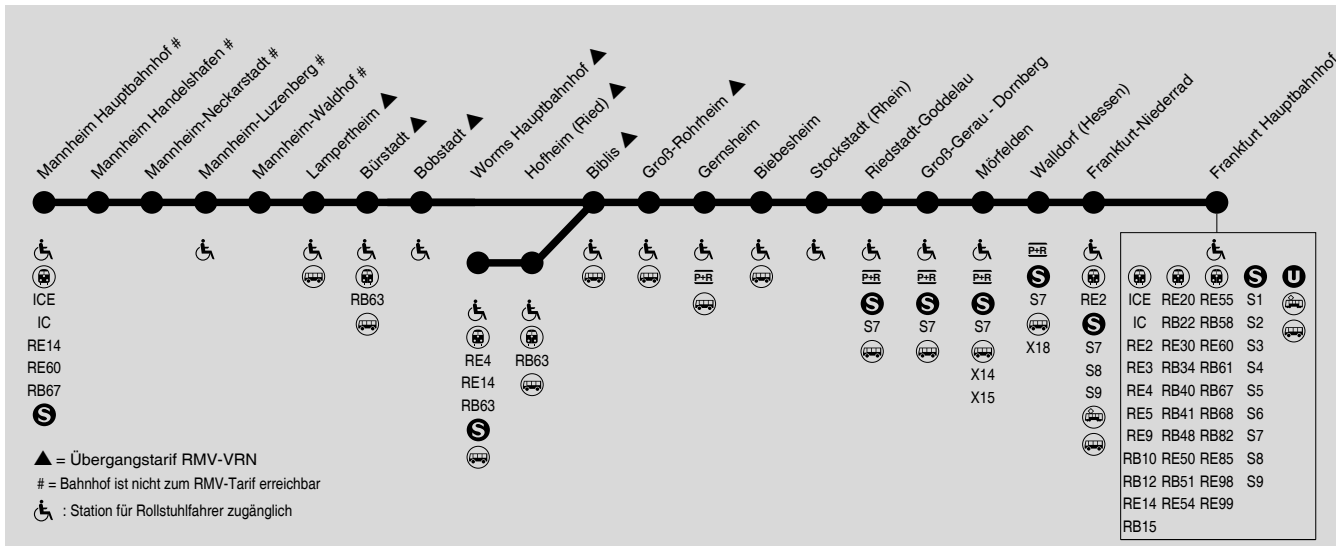 Mannheim Hauptbahnhof #
Mannheim Handelshafen #
Mannheim-Neckarstadt #
Mannheim-Luzenberg #
Mannheim-Waldhof #
Lampertheim ▲
Bürstadt ▲
Bobstadt ▲
Worms Hauptbahnhof ▲
Hofheim (Ried) ▲
Biblis ▲
Groß-Rohrheim ▲
Gernsheim
Biebesheim
Stockstadt (Rhein)
Riedstadt-Goddelau
Groß-Gerau - Dornberg
Mörfelden
Walldorf (Hessen)
Frankfurt-Niederrad
Frankfurt Hauptbahnhof
ICE
IC
RE14
RE60
RB67
S
RB63
RE4
RE14
RB63
S
RB63
P+R
P+R
S
S7
P+R
S
S7
P+R
S
S7
X14
X15
P+R
S
S7
X18
RE2
S
S7
S8
S9
S U
ICE RE20 RE55 S1
IC RB22 RB58 S2
RE2 RE30 RE60 S3
RE3 RB34 RB61 S4
RE4 RB40 RB67 S5
RE5 RB41 RB68 S6
RE9 RB48 RB82 S7
RB10 RE50 RE85 S8
RB12 RB51 RE98 S9
RE14 RE54 RE99
RB15
▲ = Übergangstarif RMV-VRN
# = Bahnhof ist nicht zum RMV-Tarif erreichbar
: Station für Rollstuhlfahrer zugänglich